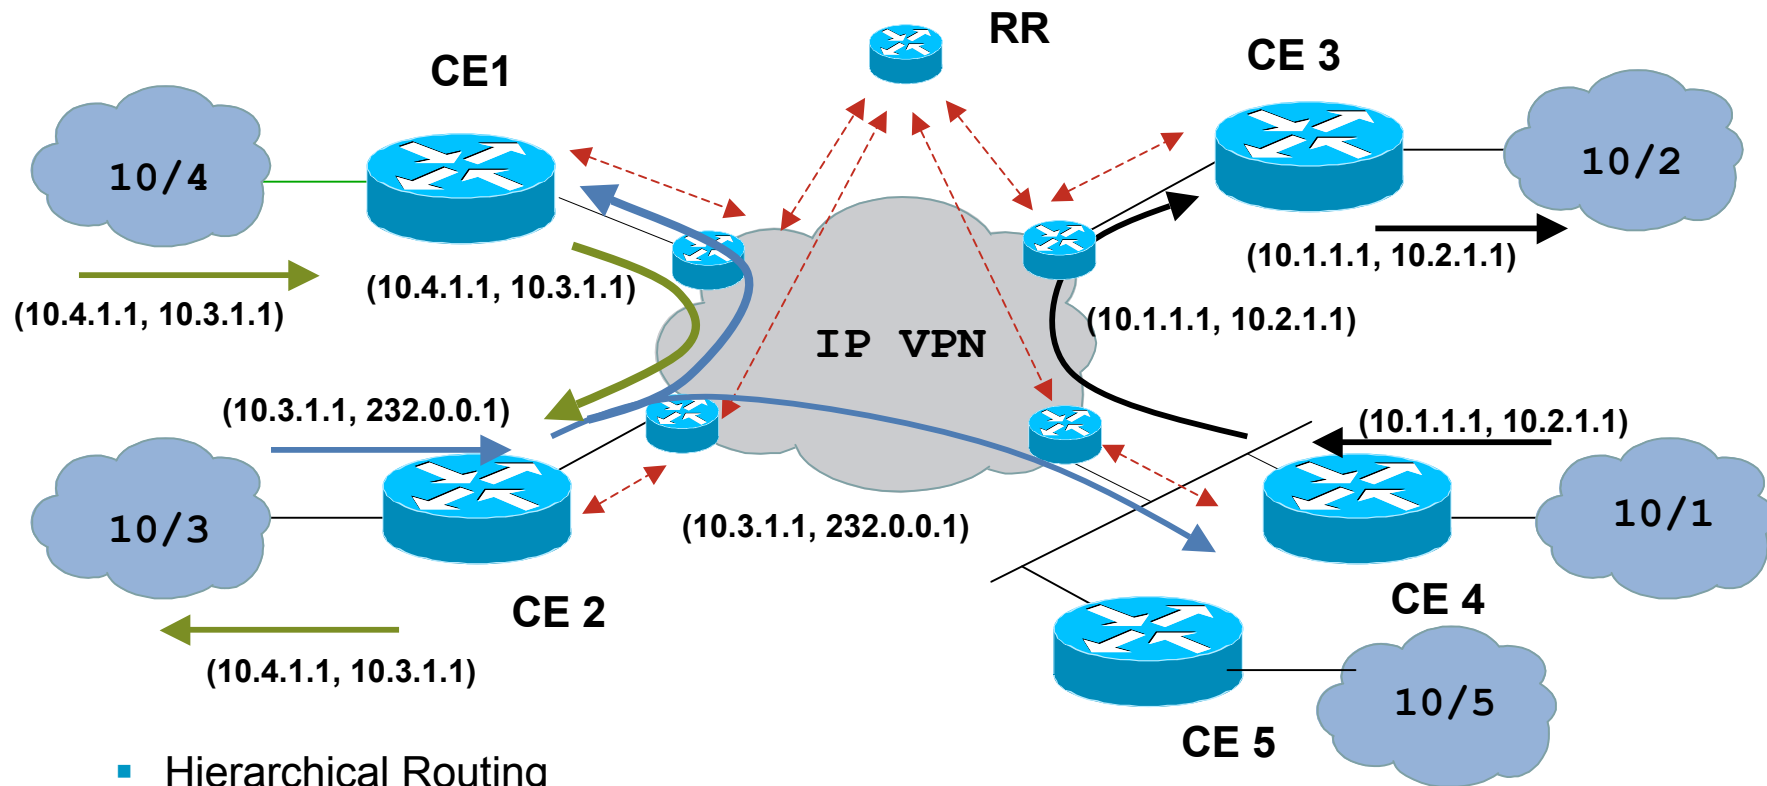 RR
CE1
CE 3
10/4
10/2
(10.4.1.1, 10.3.1.1)
(10.4.1.1, 10.3.1.1)
(10.1.1.1, 10.2.1.1)
(10.1.1.1, 10.2.1.1)
IP VPN
(10.3.1.1, 232.0.0.1)
(10.1.1.1, 10.2.1.1)
10/3
(10.3.1.1, 232.0.0.1)
10/1
CE 2
CE 4
(10.4.1.1, 10.3.1.1)
10/5
CE 5
▪ Hierarchical Routing